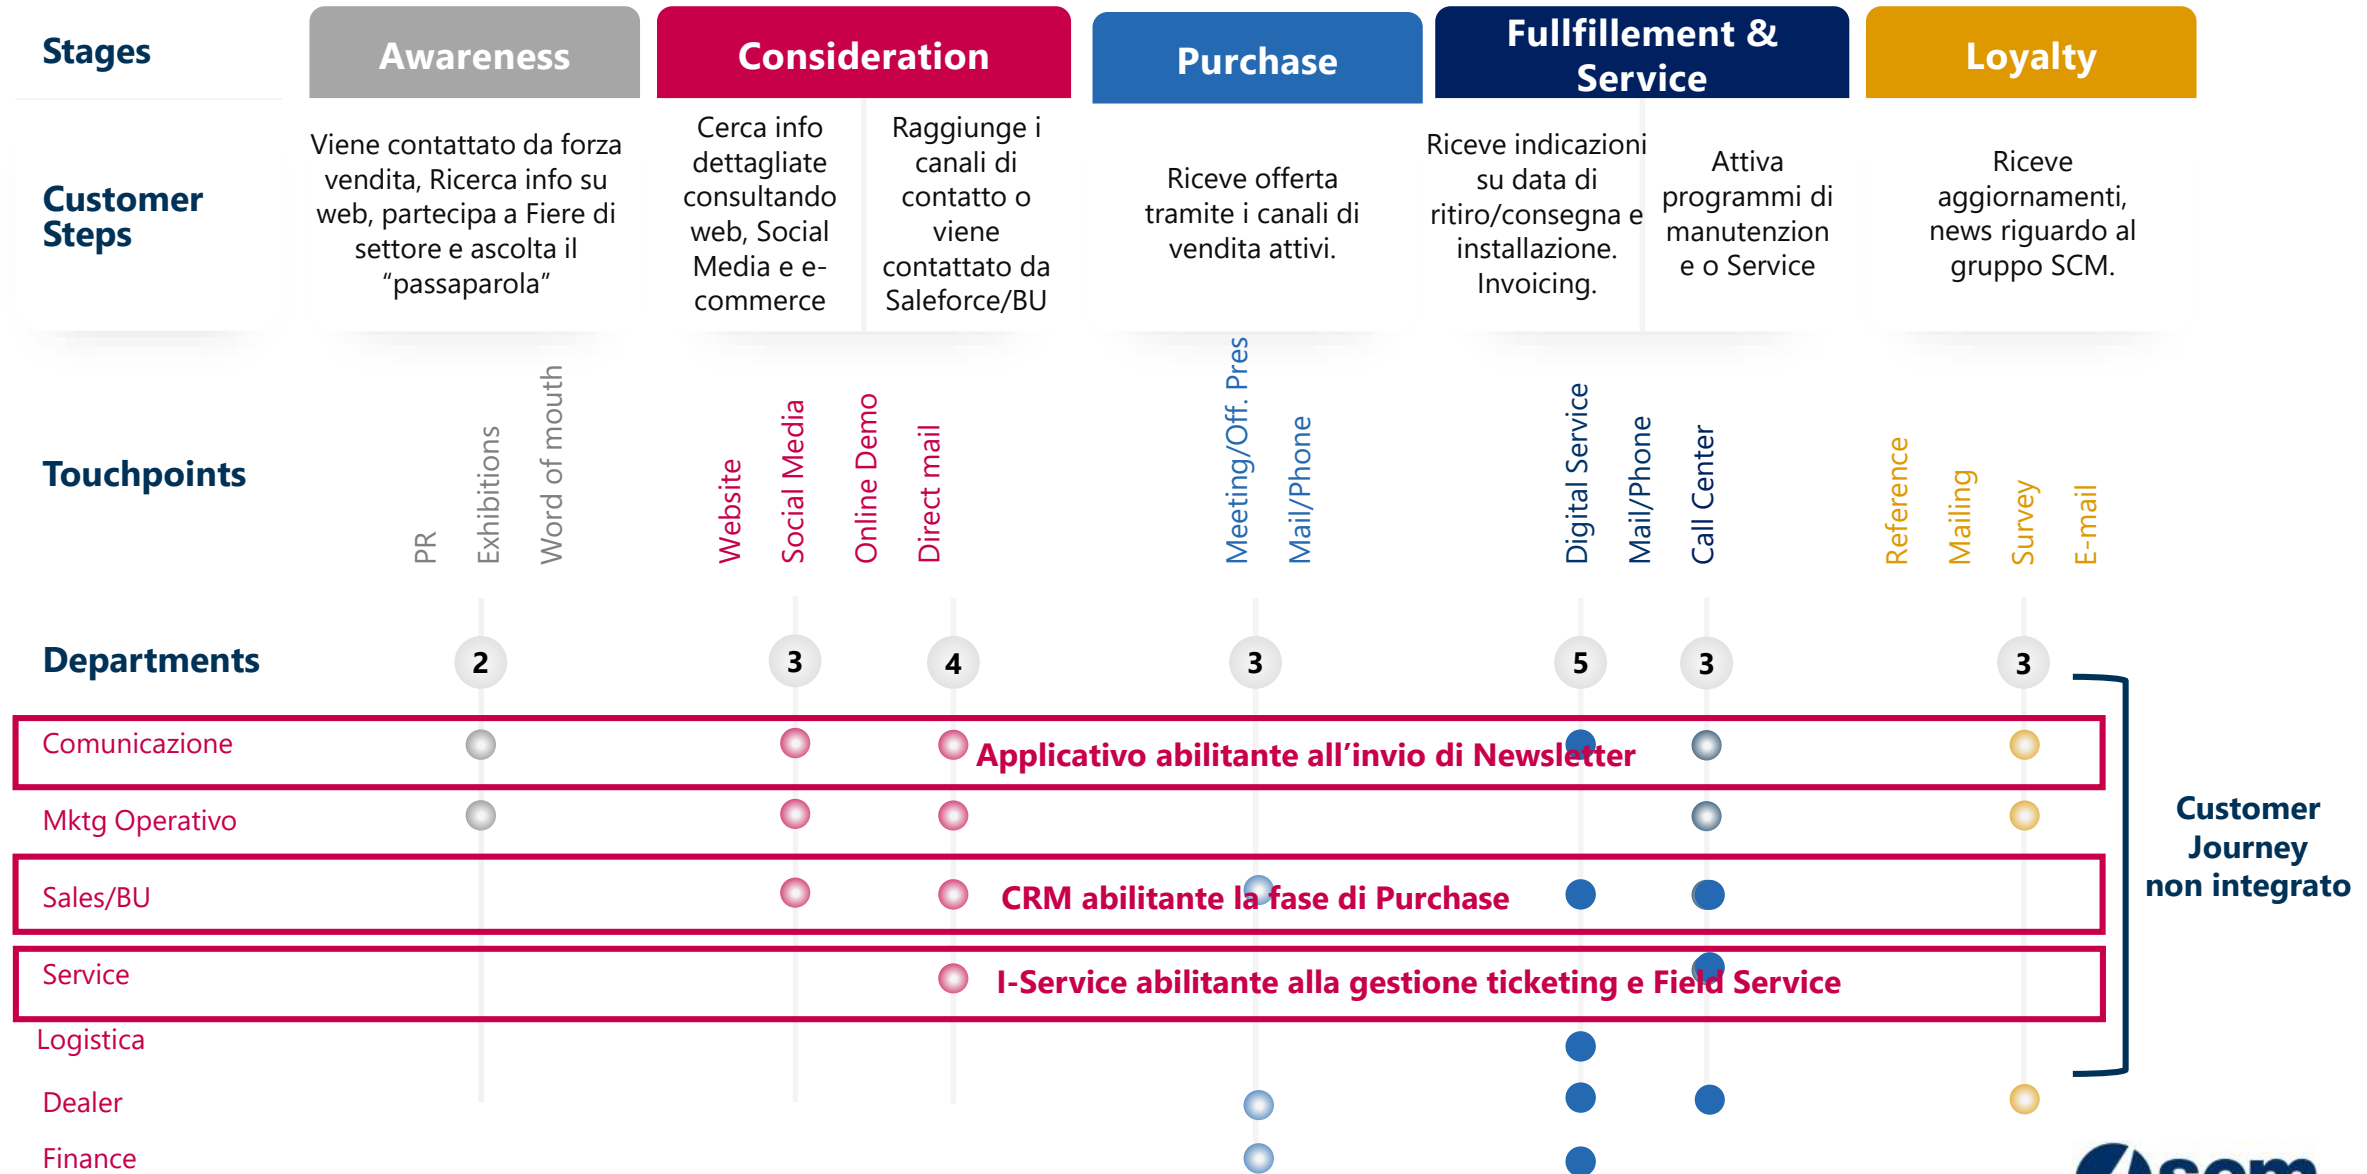 Stages
Awareness
Consideration
Purchase
Fullfillement &
Service
Loyalty
Customer
Steps
Viene contattato da forza
vendita, Ricerca info su
web, partecipa a Fiere di
settore e ascolta il
“passaparola”
Cerca info
dettagliate
consultando
web, Social
Media e e-
commerce
Raggiunge i
canali di
contatto o
viene
contattato da
Saleforce/BU
Riceve offerta
tramite i canali di
vendita attivi.
Riceve indicazioni
su data di
ritiro/consegna e
installazione.
Invoicing.
Attiva
programmi di
manutenzion
e o Service
Riceve
aggiornamenti,
news riguardo al
gruppo SCM.
Touchpoints
PR
Exhibitions
Word of mouth
Website
Social Media
Online Demo
Direct mail
Meeting/Off. Pres
Mail/Phone
Digital Service
Mail/Phone
Call Center
Reference
Mailing
Survey
E-mail
Departments
2
3
4
3
5
3
3
Comunicazione
Applicativo abilitante all’invio di Newsletter
Mktg Operativo
Sales/BU
CRM abilitante la fase di Purchase
Service
I-Service abilitante alla gestione ticketing e Field Service
Logistica
Dealer
Finance
Customer
Journey
non integrato
scm